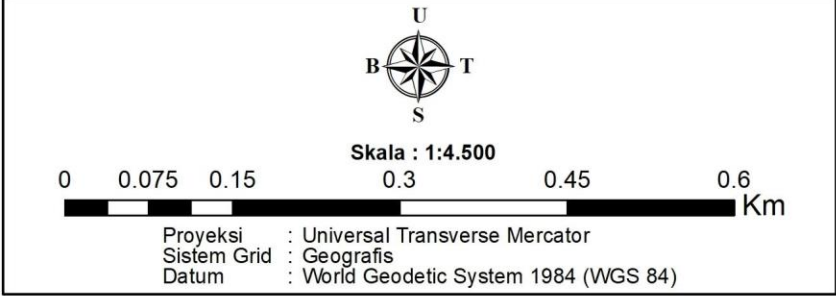 U
B T
S
Skala : 1:4.500
0 0.075 0.15 0.3 0.45 0.6
Km
Proyeksi : Universal Transverse Mercator
Sistem Grid : Geografis
Datum : World Geodetic System 1984 (WGS 84)